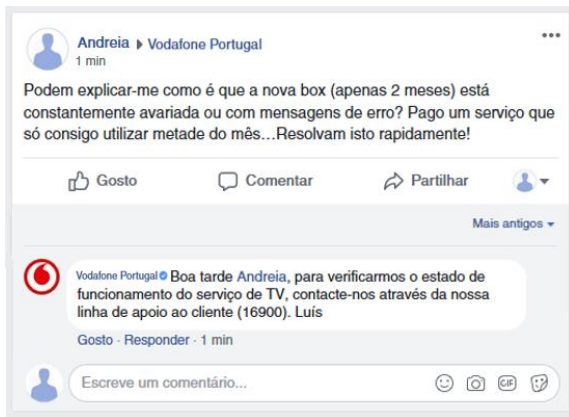 Andreia ▸ Vodafone Portugal
1 min
Podem explicar-me como é que a nova box (apenas 2 meses) está
constantemente avariada ou com mensagens de erro? Pago um serviço que
só consigo utilizar metade do mês…Resolvam isto rapidamente!
Gosto Comentar Partilhar
Mais antigos
Vodafone Portugal Boa tarde Andreia, para verificarmos o estado de
funcionamento do serviço de TV, contacte-nos através da nossa
linha de apoio ao cliente (16900). Luís
Gosto · Responder · 1 min
Escreve um comentário...
GIF